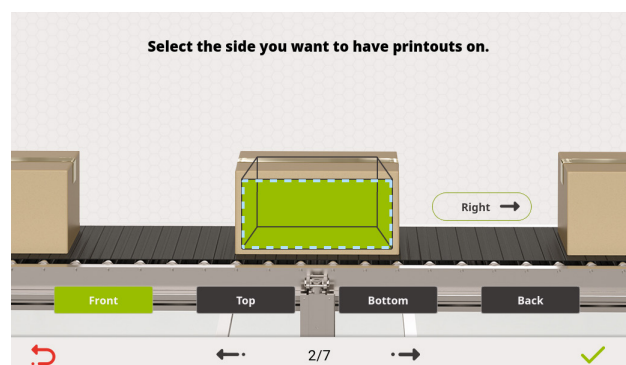 Select the side you want to have printouts on.
Right
Front
Top
Bottom
Back
2/7